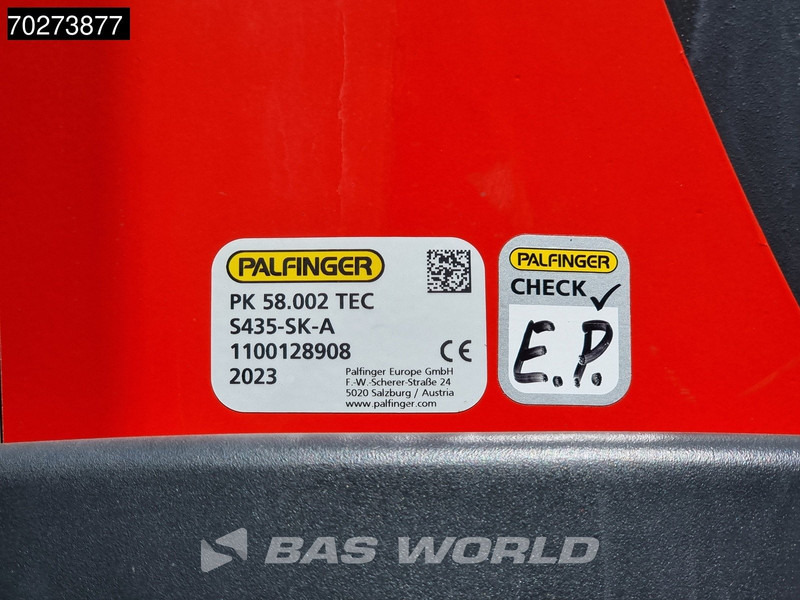 70273877
PALFINGER
PK 58.002 TEC
S435-SK-A
1100128908
2023
CE
Palfinger Europe GmbH
F.-W.-Scherer-Straße 24
5020 Salzburg / Austria
www.palfinger.com
PALFINGER
CHECK
E.P.
BAS WORLD